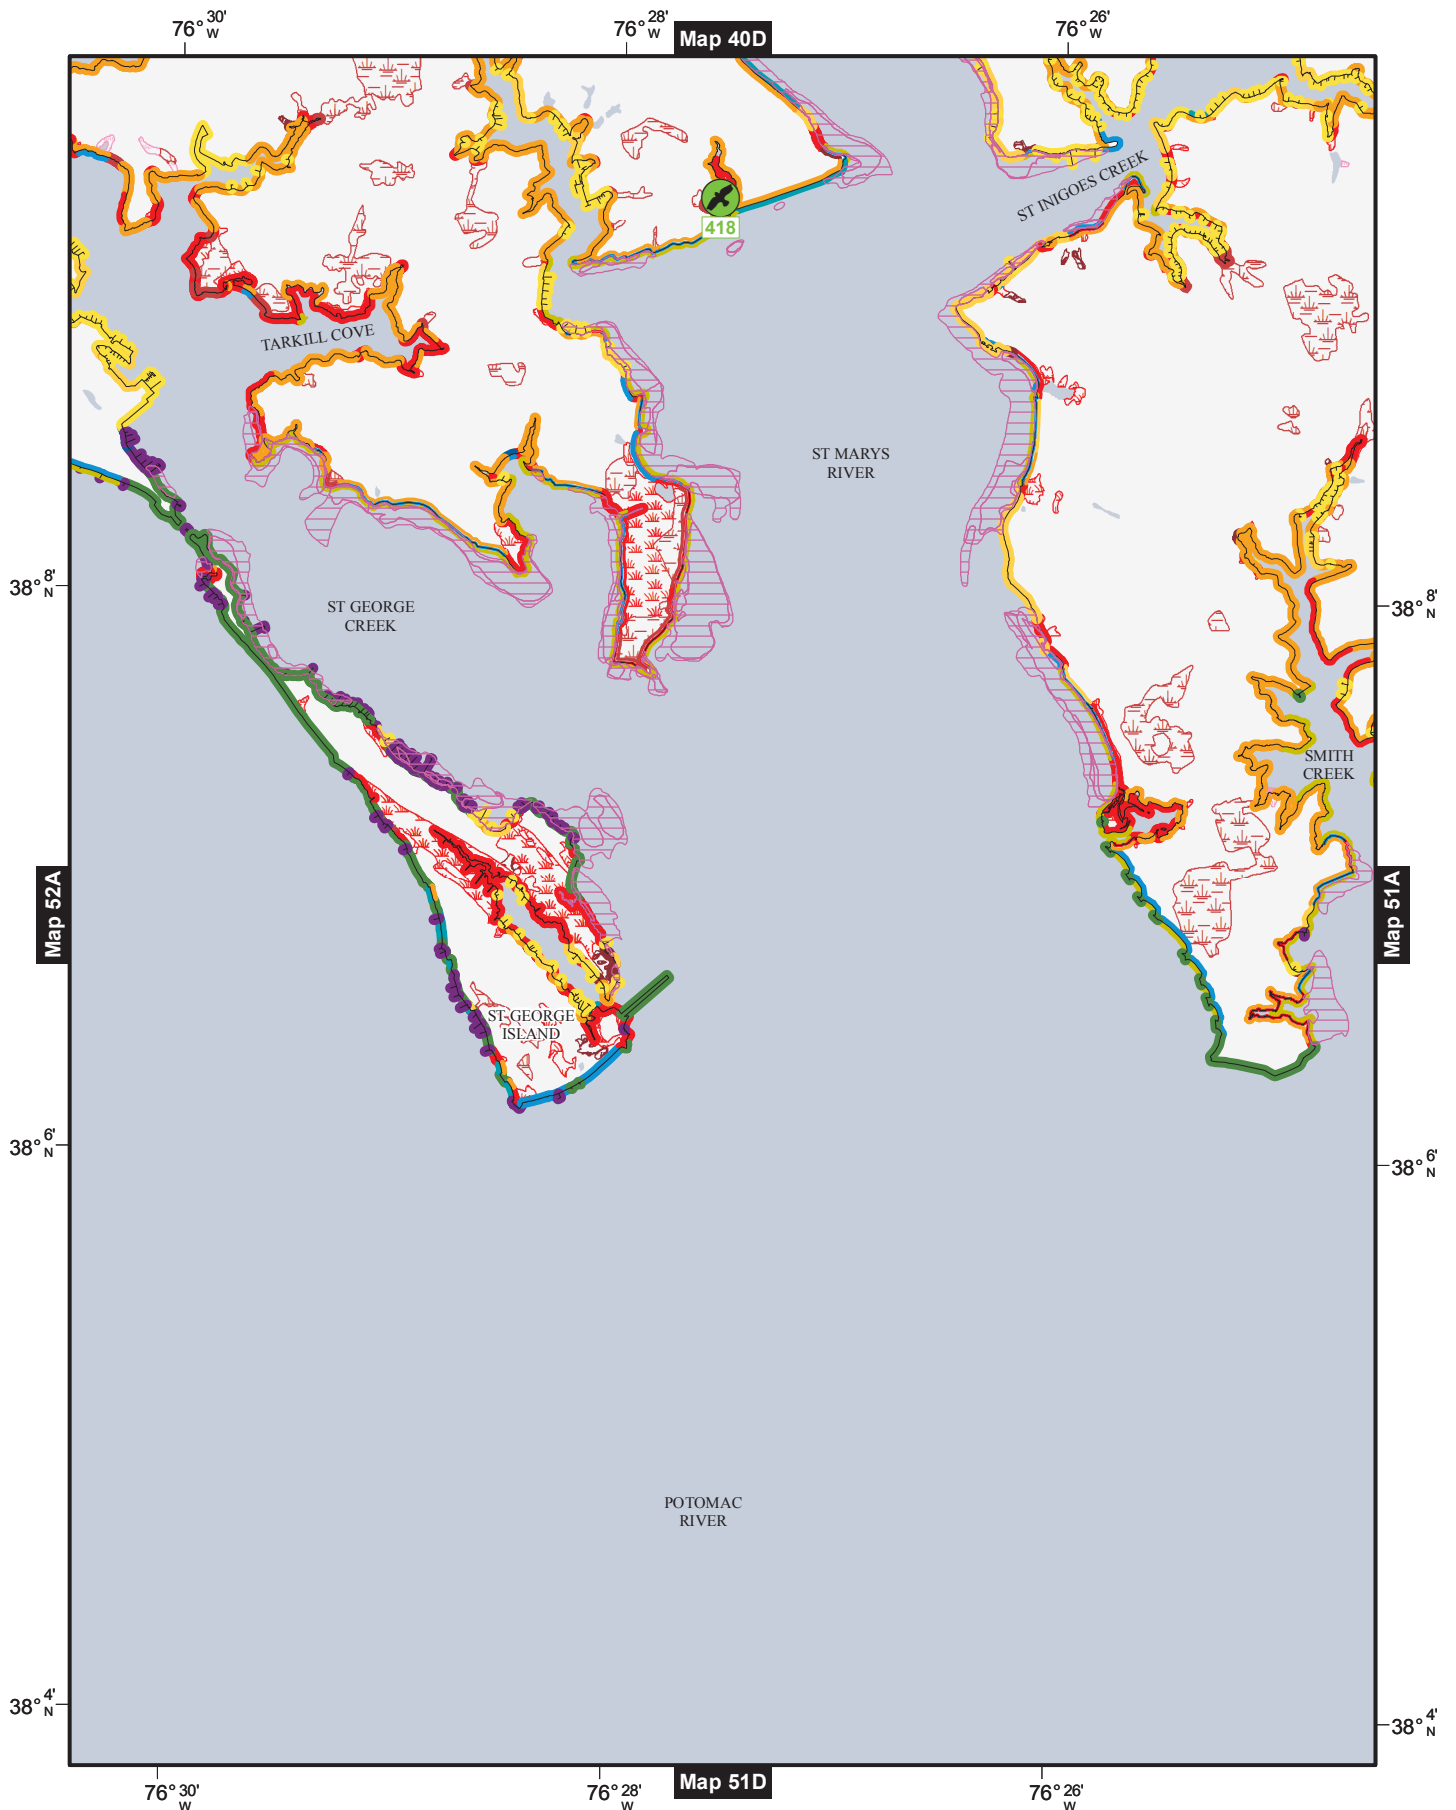 76° 30' W
76° 28' W
76° 26' W
Map 40D
ST INIGOES CREEK
418
TARKILL COVE
ST MARYS
RIVER
38° 8' N
38° 8' N
ST GEORGE
CREEK
SMITH
CREEK
Map 52A
Map 51A
ST GEORGE
ISLAND
38° 6' N
38° 6' N
POTOMAC
RIVER
38° 4' N
38° 4' N
76° 30' W
76° 28' W
76° 26' W
Map 51D